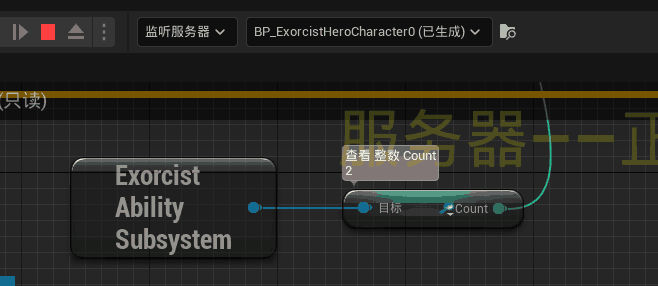 监听服务器
BP_ExorcistHeroCharacter0 (已生成)
(只读)
服务器--正
查看 整数 Count
2
Exorcist
Ability
Subsystem
目标
Count